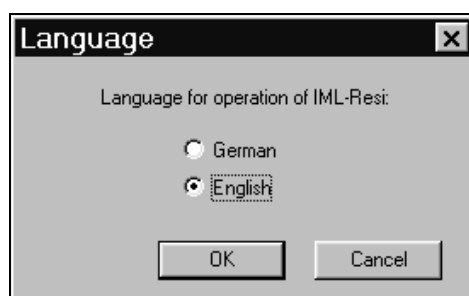 Language
Language for operation of IML-Resi:
German
English
OK
Cancel